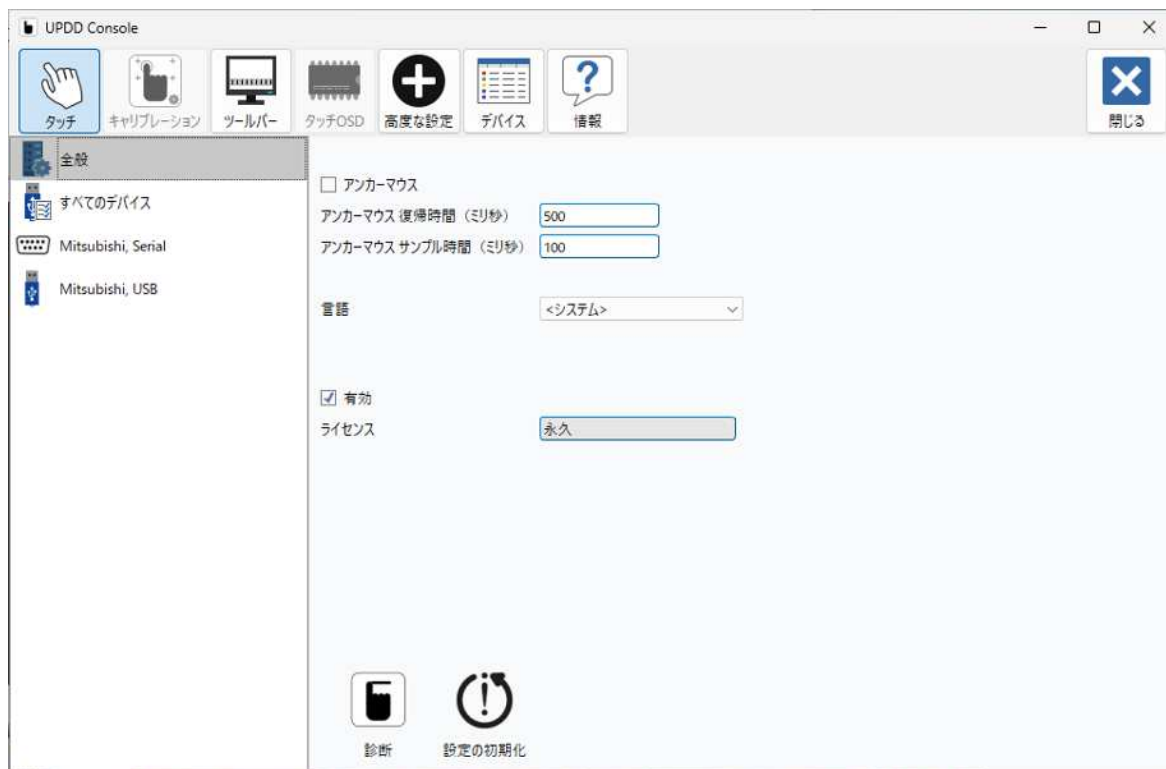 UPDD Console
タッチ
キャリブレーション
ツールバー
タッチOSD
高度な設定
デバイス
情報
閉じる
全般
すべてのデバイス
Mitsubishi, Serial
Mitsubishi, USB
アンカーマウス
アンカーマウス 復帰時間（ミリ秒） 500
アンカーマウス サンプル時間（ミリ秒） 100
言語 <システム>
有効
ライセンス 永久
診断
設定の初期化